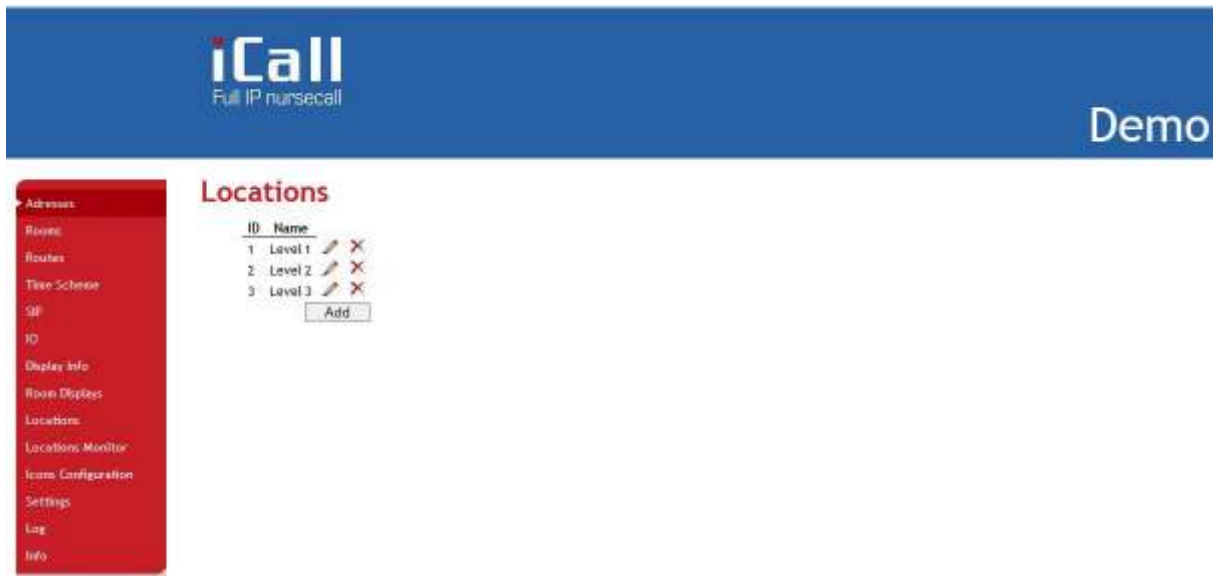 iCall
Full IP nursecall
Demo
Adresses
Rooms
Routes
Time Scheme
SIP
IO
Display Info
Room Displays
Locations
Locations Monitor
Icons Configuration
Settings
Log
Info
Locations
ID Name
1 Level 1
2 Level 2
3 Level 3
Add